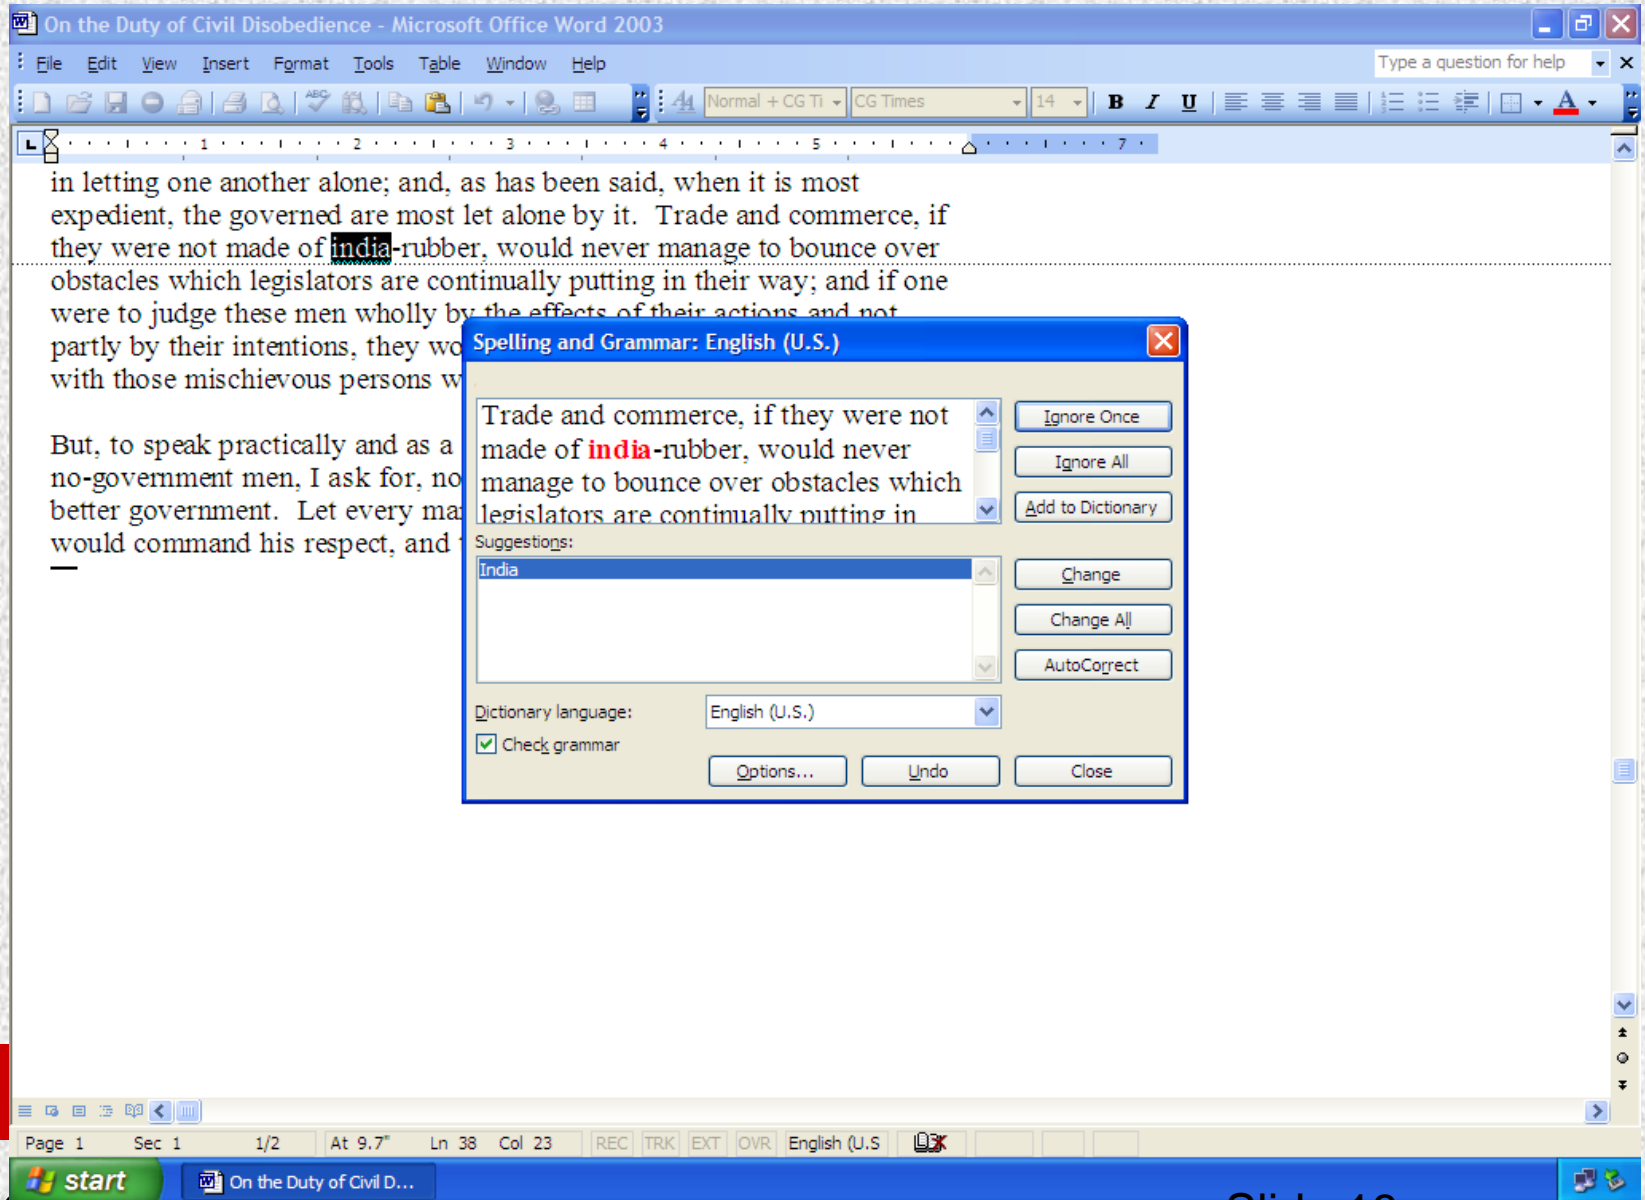 On the Duty of Civil Disobedience - Microsoft Office Word 2003
File Edit View Insert Format Tools Table Window Help
Type a question for help
Normal + CG Ti CG Times 14 B I U
1 2 3 4 5 7
in letting one another alone; and, as has been said, when it is most
expedient, the governed are most let alone by it. Trade and commerce, if
they were not made of india-rubber, would never manage to bounce over
obstacles which legislators are continually putting in their way; and if one
were to judge these men wholly by the effects of their actions and not
partly by their intentions, they wo
with those mischievous persons w
But, to speak practically and as a
no-government men, I ask for, no
better government. Let every ma
would command his respect, and
Spelling and Grammar: English (U.S.)
Trade and commerce, if they were not
made of india-rubber, would never
manage to bounce over obstacles which
legislators are continually putting in
Ignore Once
Ignore All
Add to Dictionary
Suggestions:
India
Change
Change All
AutoCorrect
Dictionary language: English (U.S.)
Check grammar
Options... Undo Close
Page 1 Sec 1 1/2 At 9.7" Ln 38 Col 23 REC TRK EXT OVR English (U.S
start On the Duty of Civil D...